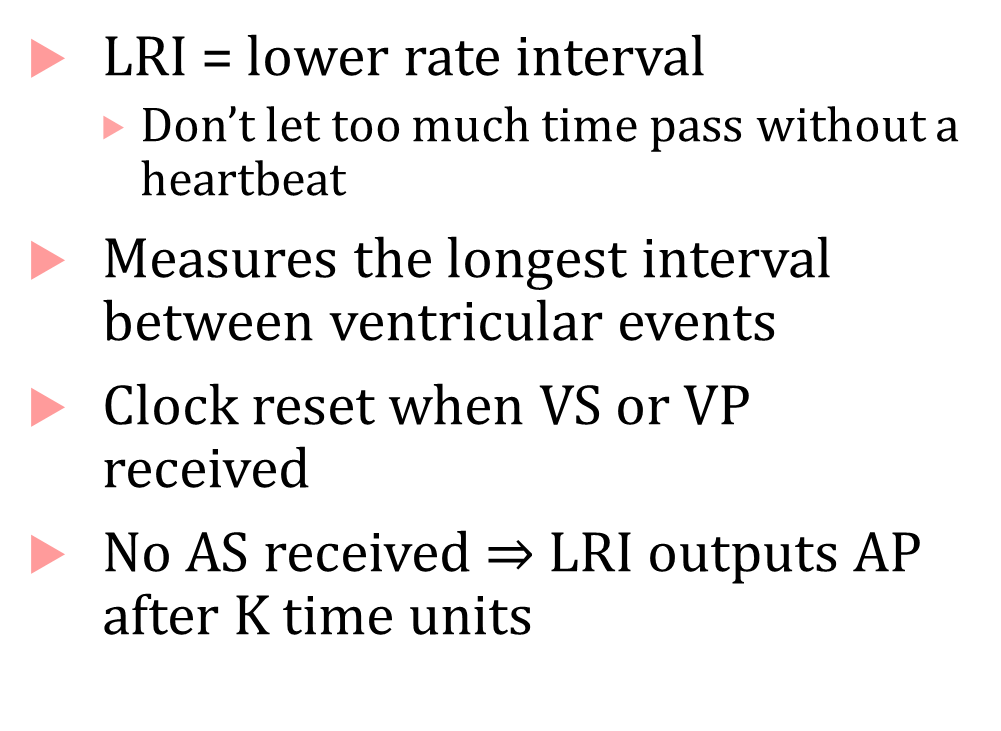 LRI = lower rate interval
Don’t let too much time pass without a
heartbeat
Measures the longest interval
between ventricular events
Clock reset when VS or VP
received
No AS received ⇒ LRI outputs AP
after K time units